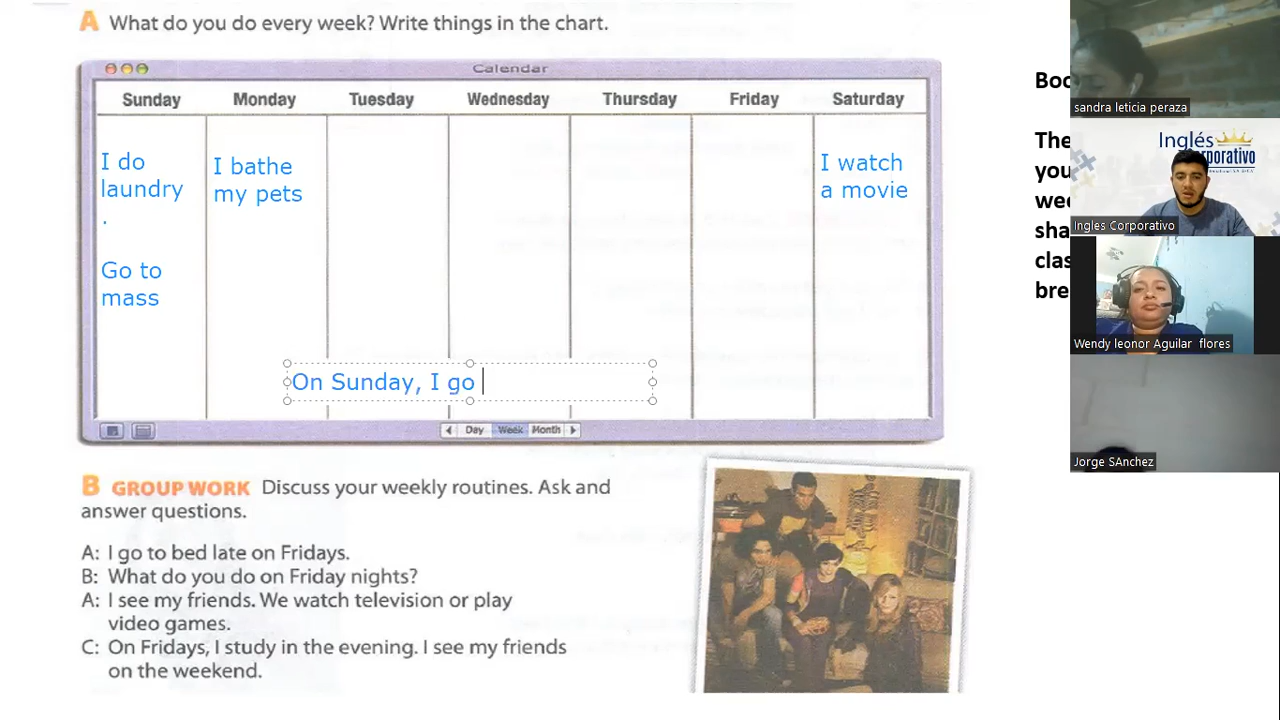 A What do you do every week? Write things in the chart.
Calendar
Sunday Monday Tuesday Wednesday Thursday Friday Saturday
I do
laundry
.
Go to
mass
I bathe
my pets
I watch
a movie
On Sunday, I go
Day Week Month
B GROUP WORK Discuss your weekly routines. Ask and
answer questions.
A: I go to bed late on Fridays.
B: What do you do on Friday nights?
A: I see my friends. We watch television or play
video games.
C: On Fridays, I study in the evening. I see my friends
on the weekend.
The
you
sandra leticia peraza
Inglés
Ingles Corporativo
Wendy leonor Aguilar flores
Jorge SAnchez